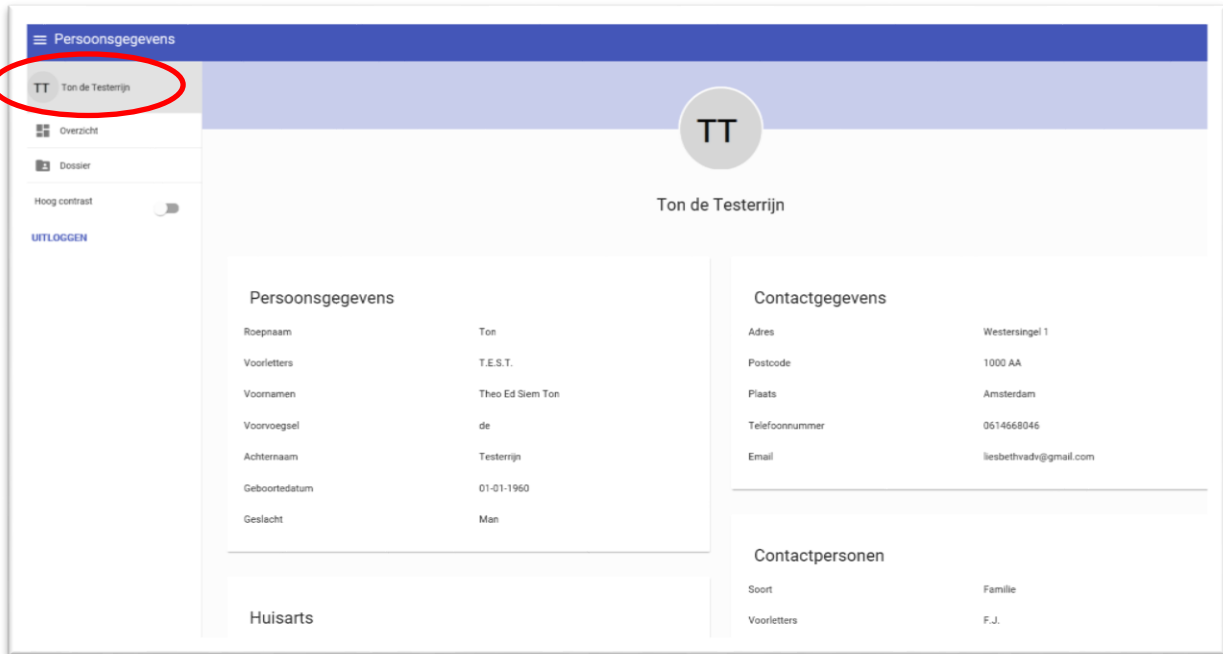 Persoonsgegevens
TT Ton de Testerrijn
Overzicht
Dossier
Hoog contrast
UITLOGGEN
TT
Ton de Testerrijn
Persoonsgegevens
Roepnaam Ton
Voorletters T.E.S.T.
Voornamen Theo Ed Siem Ton
Voorvoegsel de
Achternaam Testerrijn
Geboortedatum 01-01-1960
Geslacht Man
Huisarts
Contactgegevens
Adres Westersingel 1
Postcode 1000 AA
Plaats Amsterdam
Telefoonnummer 0614668046
Email liesbethvadv@gmail.com
Contactpersonen
Soort Familie
Voorletters F.J.